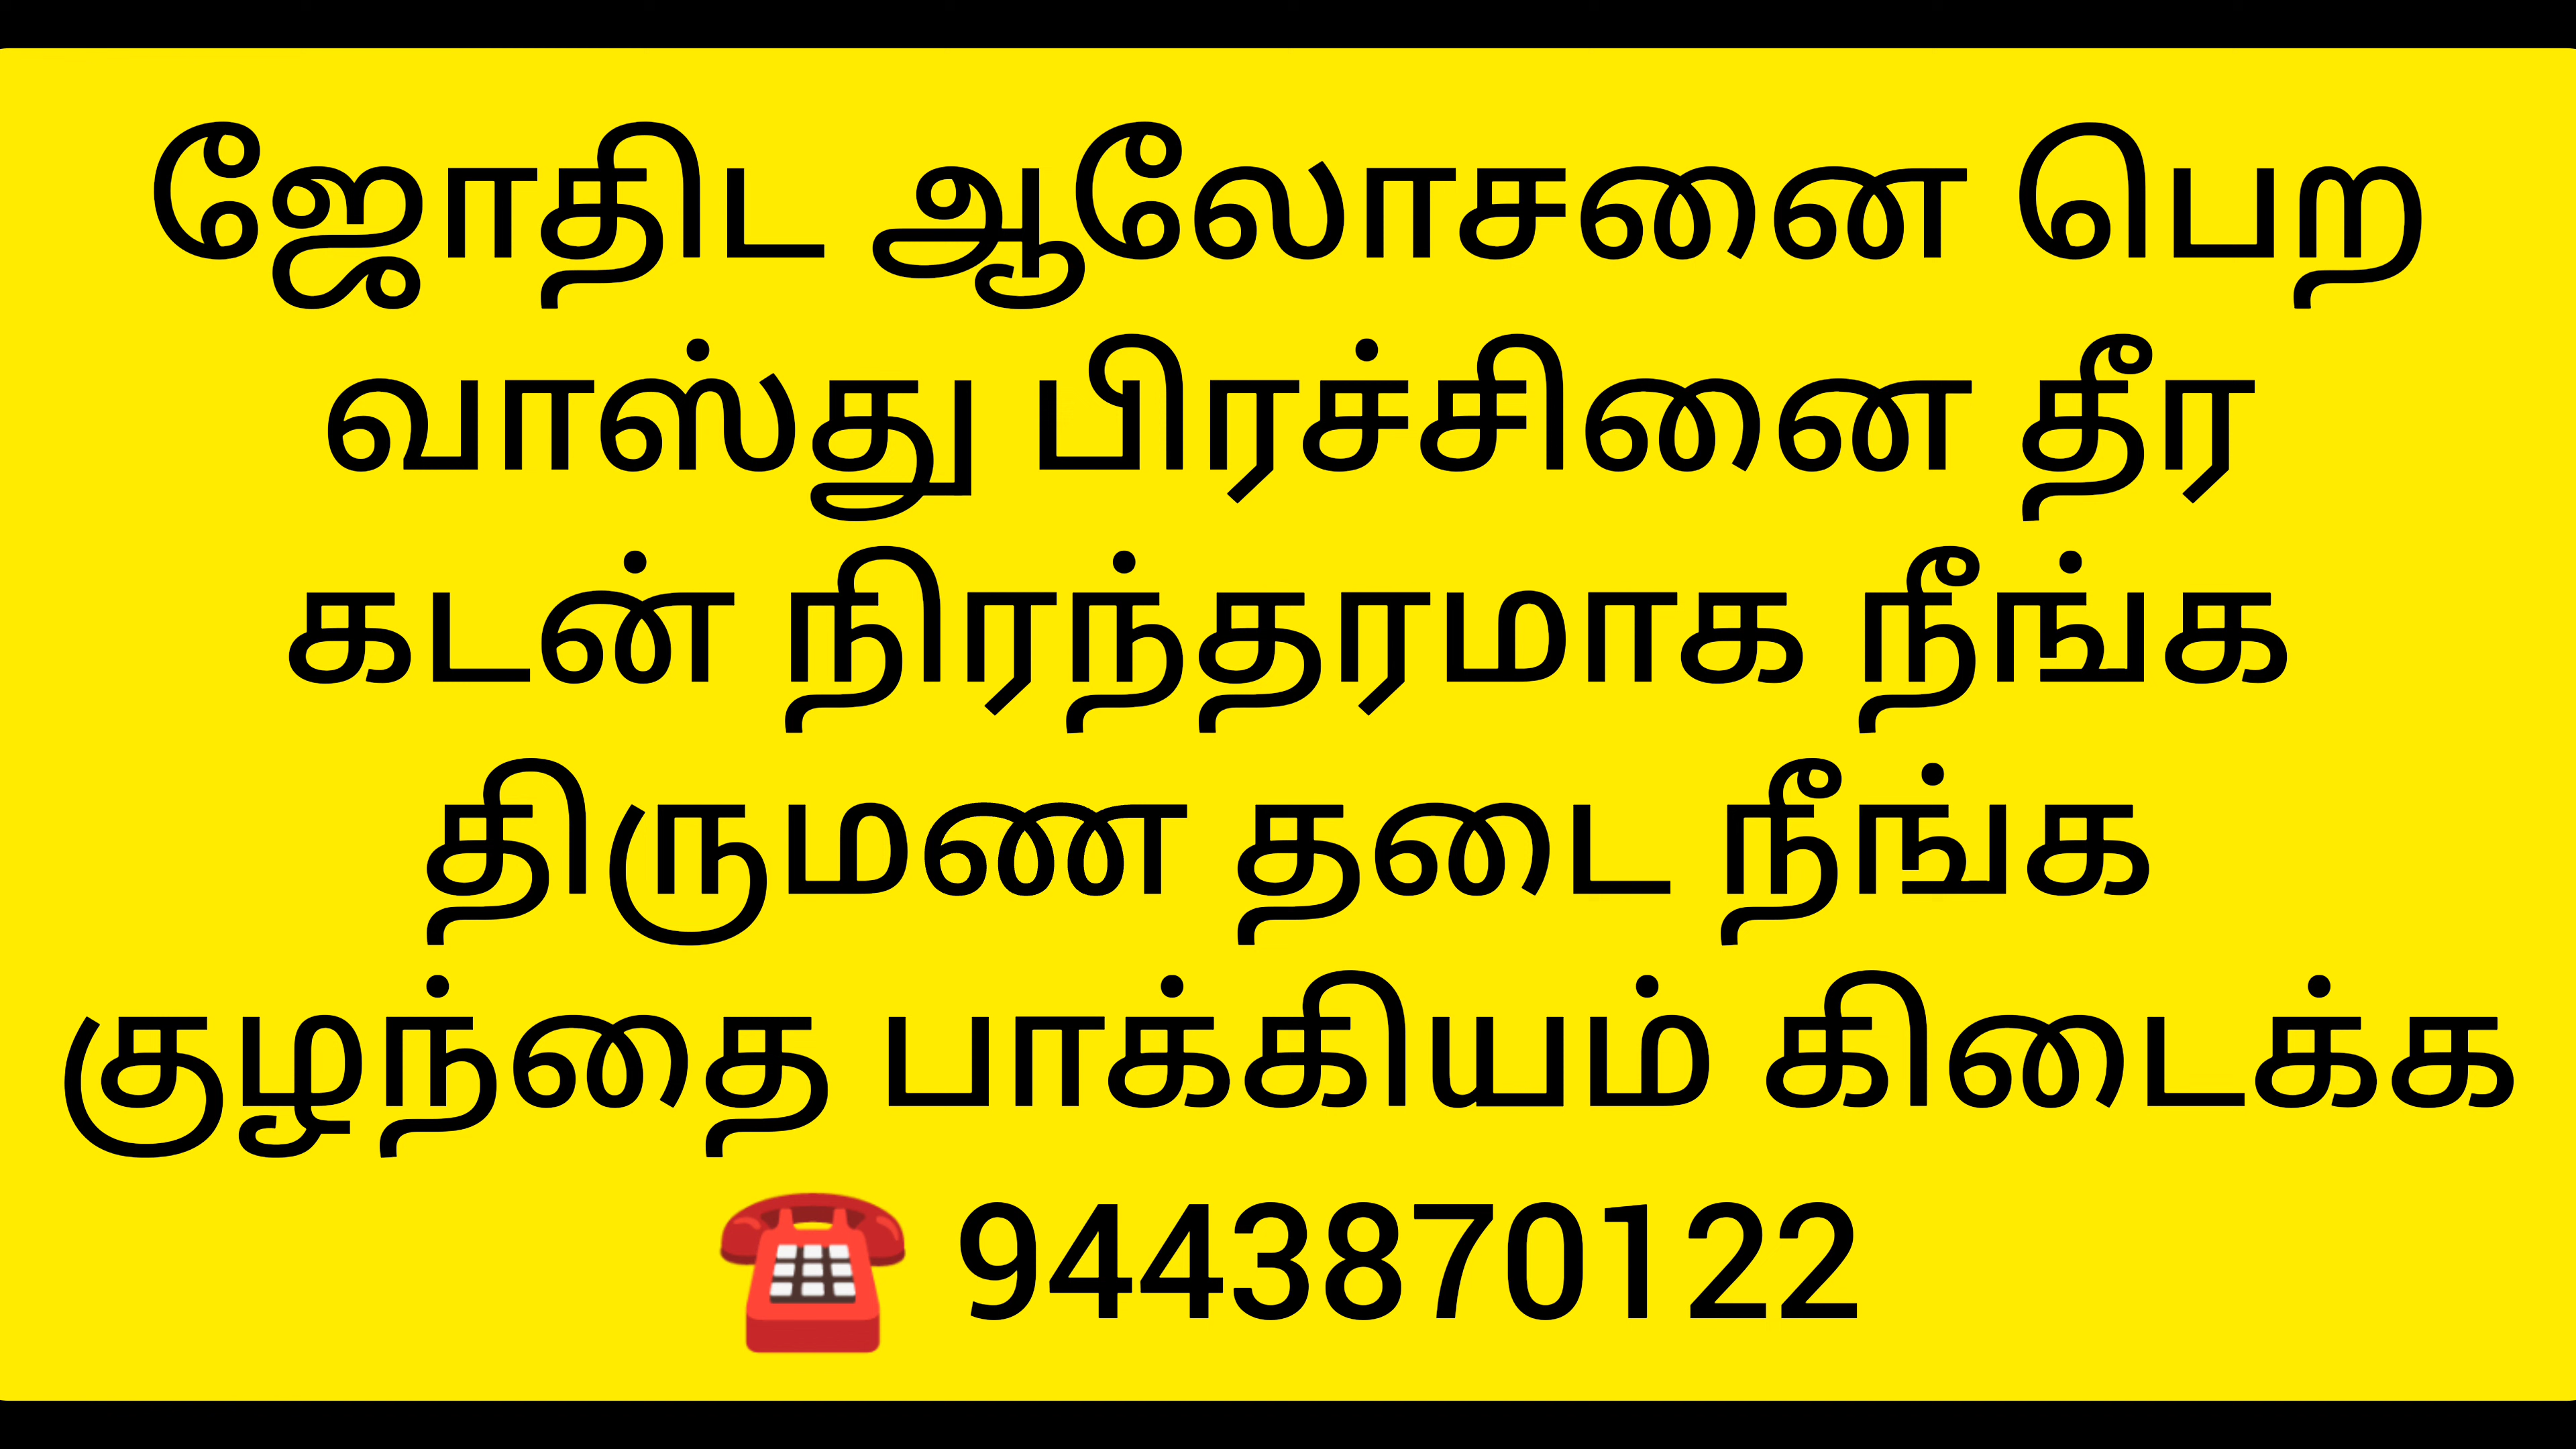 ஜோதிட ஆலோசனை பெற
வாஸ்து பிரச்சினை தீர
கடன் நிரந்தரமாக நீங்க
திருமண தடை நீங்க
குழந்தை பாக்கியம் கிடைக்க
☎️ 9443870122